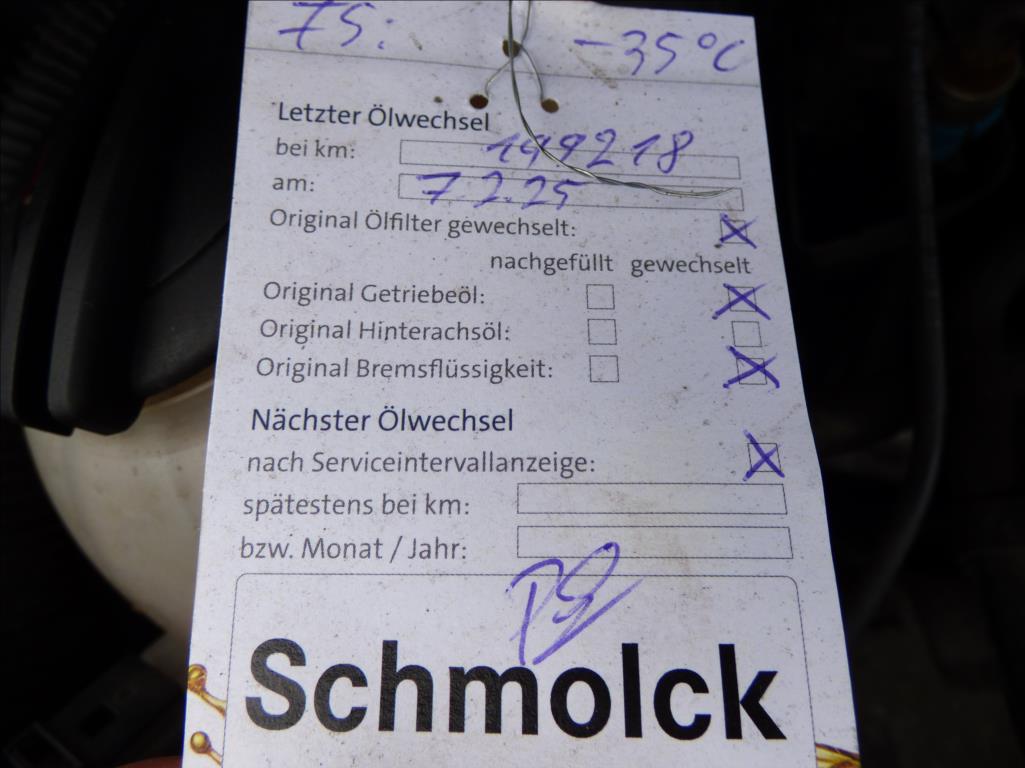 FS: -35°C
Letzter Ölwechsel
bei km: 149218
am: 7.2.25
Original Ölfilter gewechselt: X
nachgefüllt gewechselt
Original Getriebeöl: X
Original Hinterachsöl:
Original Bremsflüssigkeit: X
Nächster Ölwechsel
nach Serviceintervallanzeige: X
spätestens bei km:
bzw. Monat / Jahr:
Schmolck